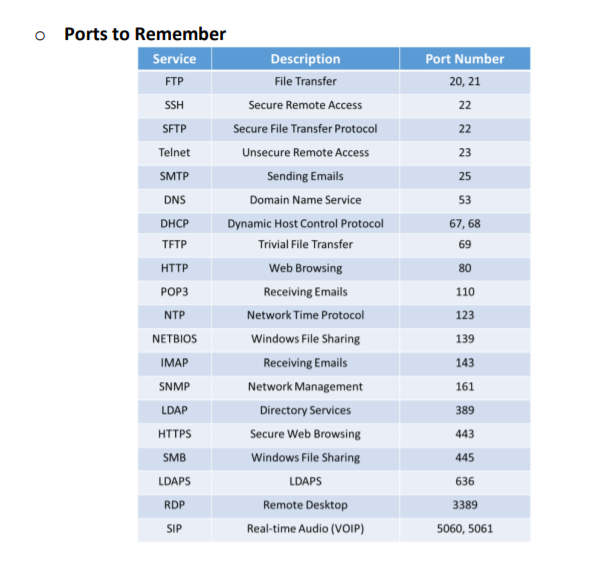 o Ports to Remember
Service Description Port Number
FTP File Transfer 20, 21
SSH Secure Remote Access 22
SFTP Secure File Transfer Protocol 22
Telnet Unsecure Remote Access 23
SMTP Sending Emails 25
DNS Domain Name Service 53
DHCP Dynamic Host Control Protocol 67, 68
TFTP Trivial File Transfer 69
HTTP Web Browsing 80
POP3 Receiving Emails 110
NTP Network Time Protocol 123
NETBIOS Windows File Sharing 139
IMAP Receiving Emails 143
SNMP Network Management 161
LDAP Directory Services 389
HTTPS Secure Web Browsing 443
SMB Windows File Sharing 445
LDAPS LDAPS 636
RDP Remote Desktop 3389
SIP Real-time Audio (VOIP) 5060, 5061